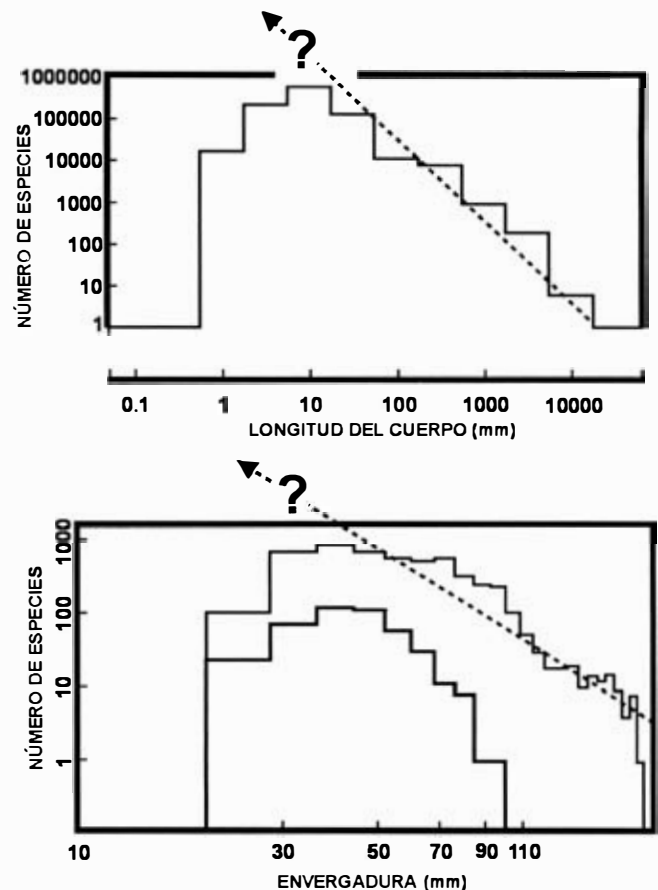 ?
1000000
100000
10000
1000
100
10
1
NÚMERO DE ESPECIES
0.1 1 10 100 1000 10000
LONGITUD DEL CUERPO (mm)
?
1000
100
10
1
NÚMERO DE ESPECIES
10 30 50 70 90 110
ENVERGADURA (mm)